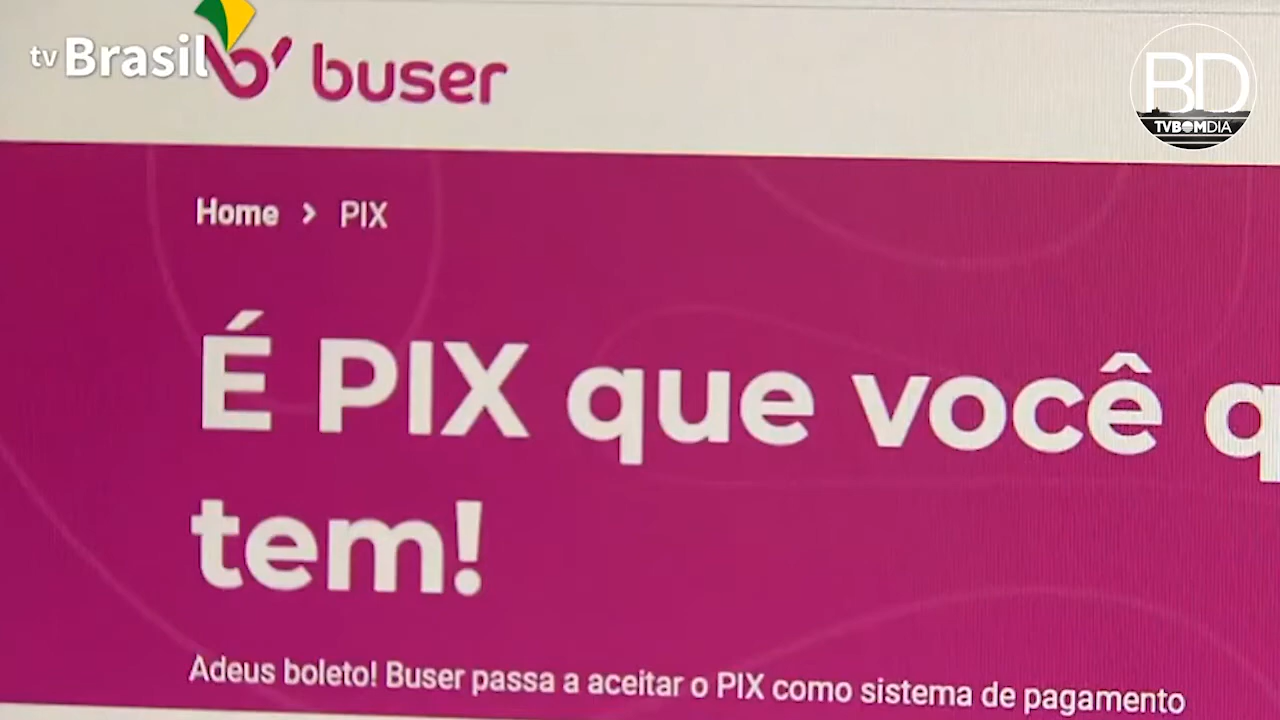 tv Brasil
buser
BD
TVBOMDIA
Home > PIX
É PIX que você
tem!
Adeus boleto! Buser passa a aceitar o PIX como sistema de pagamento